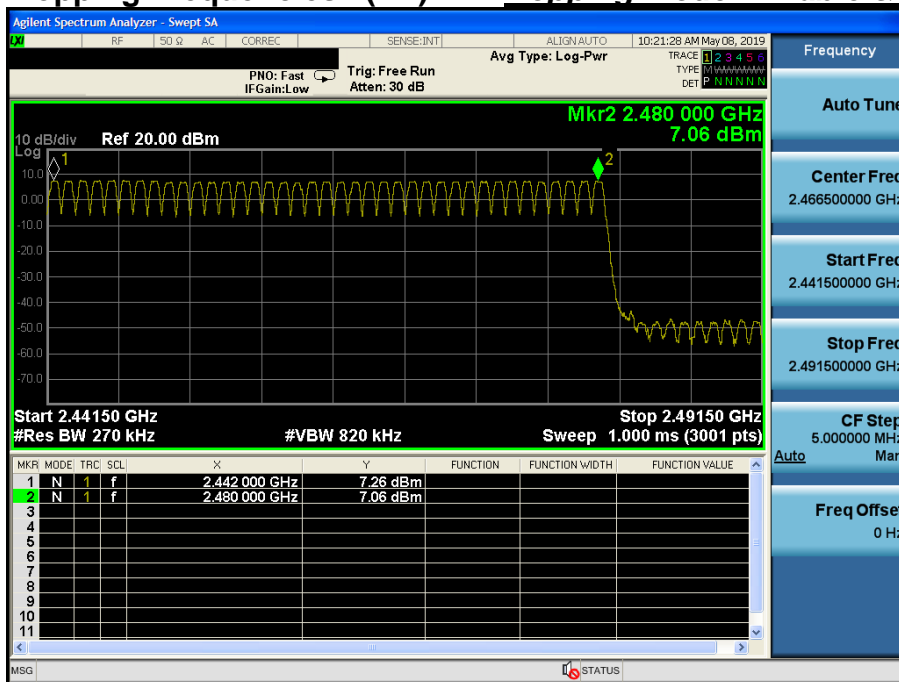 Agilent Spectrum Analyzer - Swept SA
LXI RF 50 Ω AC CORREC SENSE:INT ALIGN AUTO 10:21:28 AM May 08, 2019
Frequency
Avg Type: Log-Pwr TRACE 1 2 3 4 5 6
PNO: Fast Trig: Free Run TYPE M
IFGain:Low Atten: 30 dB DET P N N N N N
Auto Tune
Mkr2 2.480 000 GHz
7.06 dBm
10 dB/div Ref 20.00 dBm
Log
1
2
10.0
0.00
-10.0
-20.0
-30.0
-40.0
-50.0
-60.0
-70.0
Center Freq
2.466500000 GHz
Start Freq
2.441500000 GHz
Stop Freq
2.491500000 GHz
Start 2.44150 GHz Stop 2.49150 GHz
#Res BW 270 kHz #VBW 820 kHz Sweep 1.000 ms (3001 pts)
CF Step
5.000000 MHz
Auto Man
MKR MODE TRC SCL X Y FUNCTION FUNCTION WIDTH FUNCTION VALUE
1 N 1 f 2.442 000 GHz 7.26 dBm
2 N 1 f 2.480 000 GHz 7.06 dBm
3
4
5
6
7
8
9
10
11
Freq Offset
0 Hz
MSG STATUS